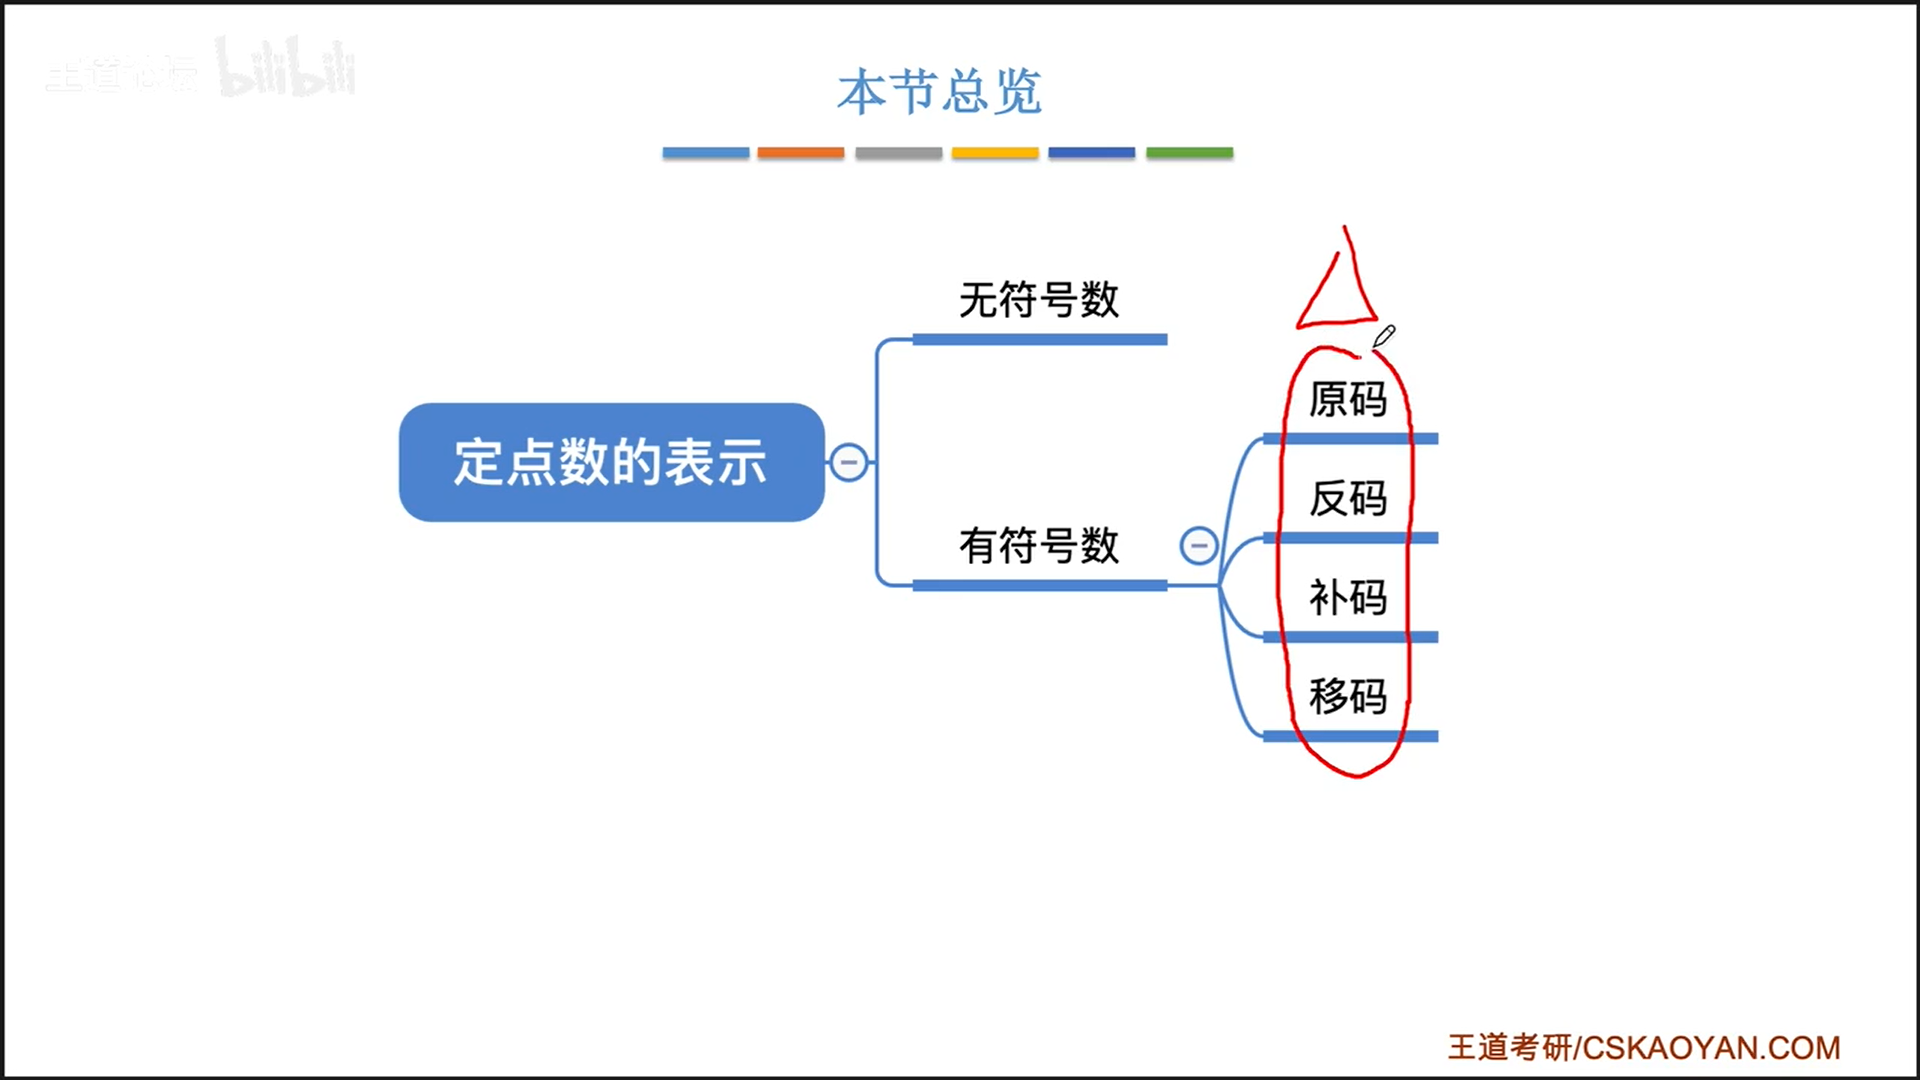 王道论坛 bilibili
本节总览
无符号数
定点数的表示
有符号数
原码
反码
补码
移码
王道考研/CSKAOYAN.COM